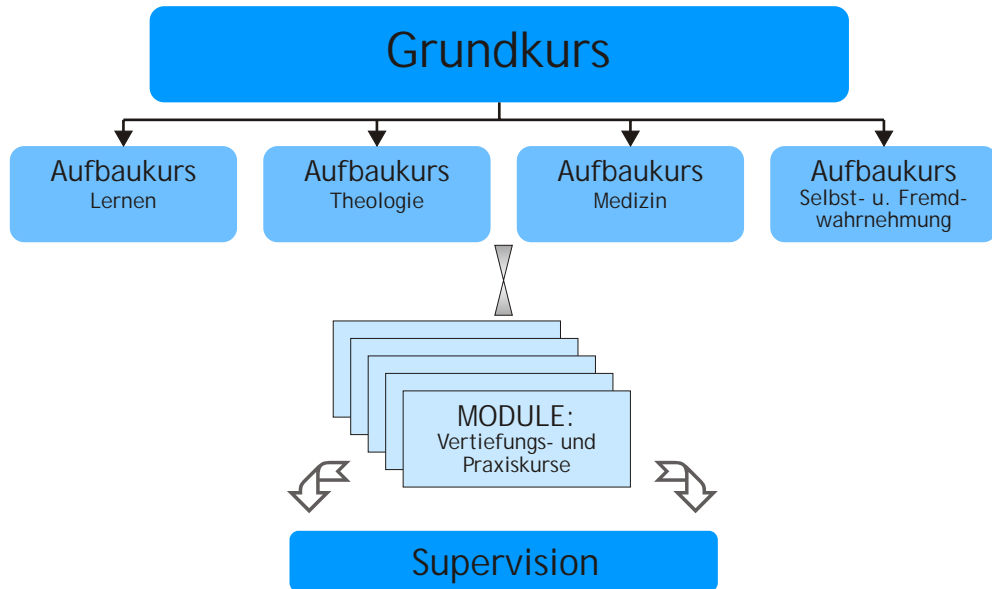 Grundkurs
Aufbaukurs
Lernen
Aufbaukurs
Theologie
Aufbaukurs
Medizin
Aufbaukurs
Selbst- u. Fremd-
wahrnehmung
MODULE:
Vertiefungs- und
Praxiskurse
Supervision